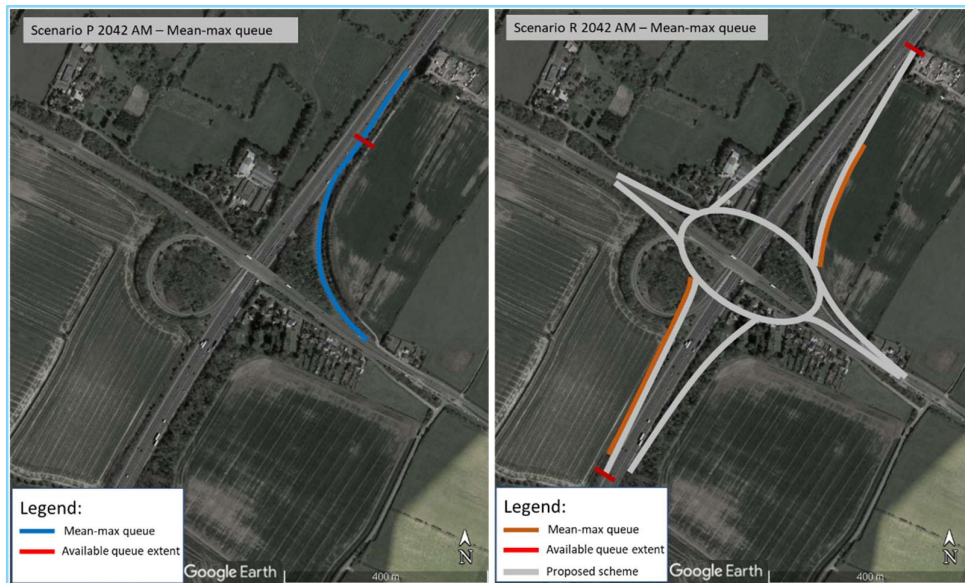 Scenario P 2042 AM – Mean-max queue
Legend:
Mean-max queue
Available queue extent
Google Earth
400 m
N
Scenario R 2042 AM – Mean-max queue
Legend:
Mean-max queue
Available queue extent
Proposed scheme
Google Earth
400 m
N